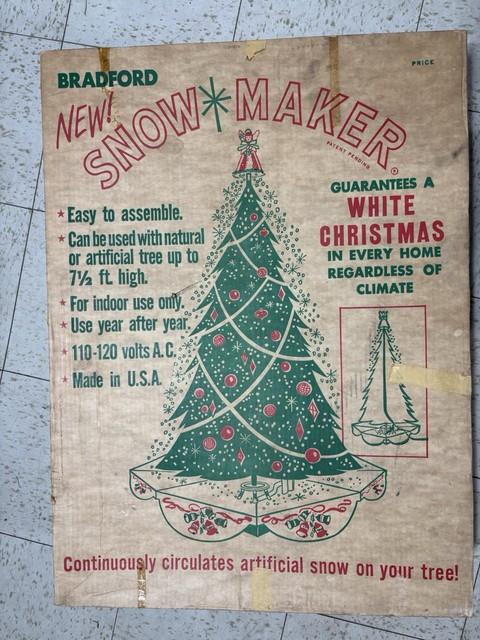 PRICE
BRADFORD
NEW!
SNOW MAKER®
PATENT PENDING
GUARANTEES A
WHITE
CHRISTMAS
IN EVERY HOME
REGARDLESS OF
CLIMATE
Easy to assemble.
Can be used with natural
or artificial tree up to
7½ ft. high.
For indoor use only.
Use year after year.
110-120 volts A.C.
Made in U.S.A.
Continuously circulates artificial snow on your tree!